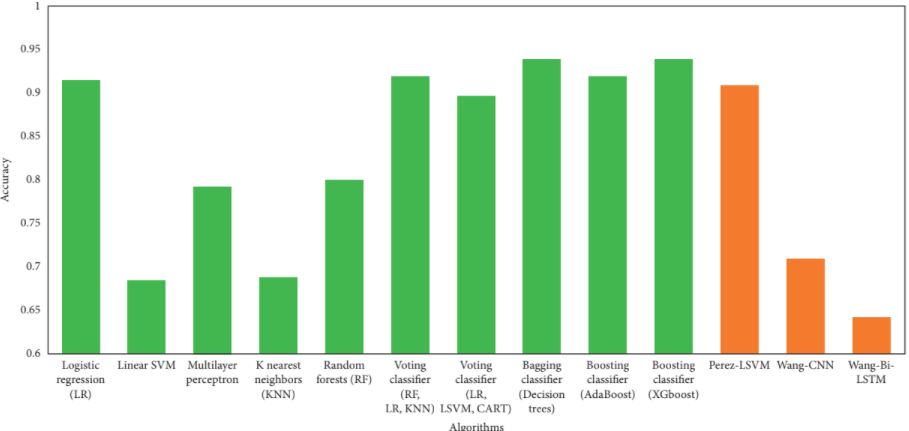 1
0.95
0.9
0.85
0.8
0.75
0.7
0.65
0.6
Accuracy
Logistic
regression
(LR)
Linear SVM
Multilayer
perceptron
K nearest
neighbors
(KNN)
Random
forests (RF)
Voting
classifier
(RF,
LR, KNN)
Voting
classifier
(LR,
LSVM, CART)
Bagging
classifier
(Decision
trees)
Boosting
classifier
(AdaBoost)
Boosting
classifier
(XGboost)
Perez-LSVM
Wang-CNN
Wang-Bi-
LSTM
Algorithms